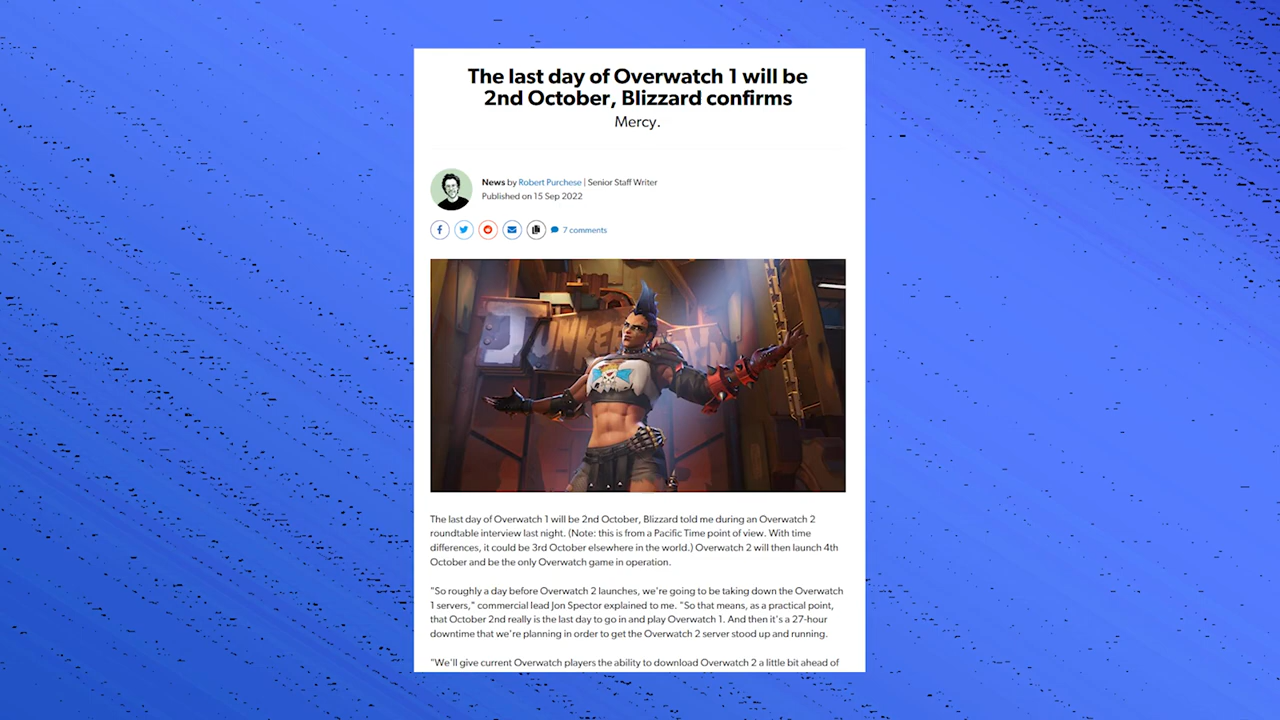 The last day of Overwatch 1 will be
2nd October, Blizzard confirms
Mercy.
News by Robert Purchese | Senior Staff Writer
Published on 15 Sep 2022
7 comments
JUNKERTOWN
The last day of Overwatch 1 will be 2nd October, Blizzard told me during an Overwatch 2
roundtable interview last night. (Note: this is from a Pacific Time point of view. With time
differences, it could be 3rd October elsewhere in the world.) Overwatch 2 will then launch 4th
October and be the only Overwatch game in operation.
"So roughly a day before Overwatch 2 launches, we're going to be taking down the Overwatch
1 servers," commercial lead Jon Spector explained to me. "So that means, as a practical point,
that October 2nd really is the last day to go in and play Overwatch 1. And then it's a 27-hour
downtime that we're planning in order to get the Overwatch 2 server stood up and running.
"We'll give current Overwatch players the ability to download Overwatch 2 a little bit ahead of